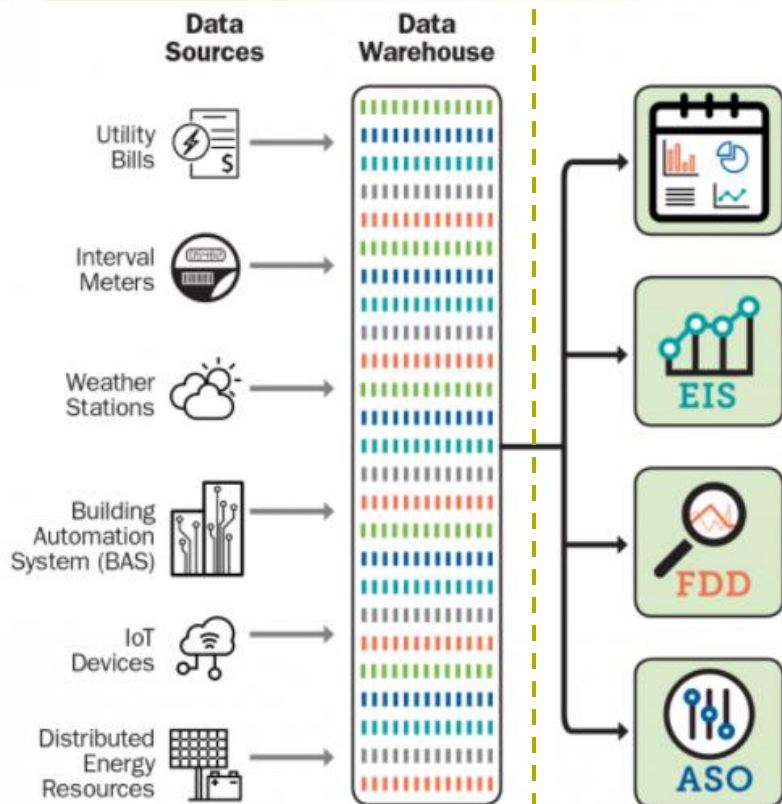 Data
Sources
Data
Warehouse
Utility
Bills
$
Interval
Meters
Weather
Stations
Building
Automation
System (BAS)
IoT
Devices
Distributed
Energy
Resources
EIS
FDD
ASO